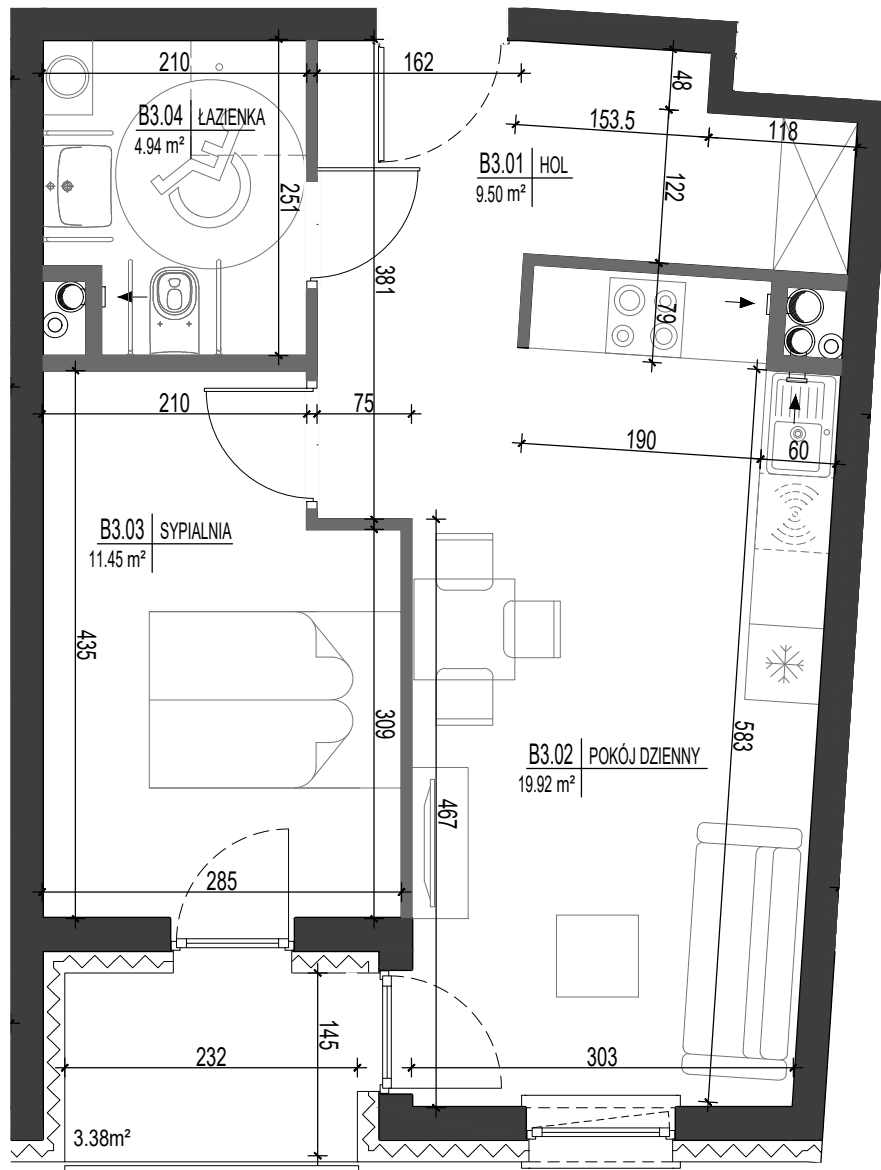 210
162
48
B3.04 ŁAZIENKA
4.94 m²
153.5
118
B3.01 HOL
9.50 m²
122
251
381
79
210
75
190
60
B3.03 SYPIALNIA
11.45 m²
435
309
583
B3.02 POKÓJ DZIENNY
19.92 m²
467
285
145
232
303
3.38m²